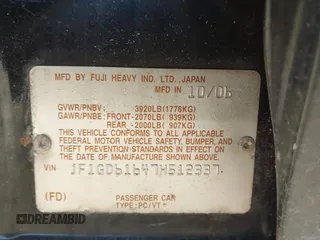 MFD BY FUJI HEAVY IND. LTD., JAPAN
MFD IN 10/06
GVWR/PNBV: 3920LB(1778KG)
GAWR/PNBE: FRONT-2070LB( 939KG)
REAR -2000LB( 907KG)
THIS VEHICLE CONFORMS TO ALL APPLICABLE
FEDERAL MOTOR VEHICLE SAFETY, BUMPER, AND
THEFT PREVENTION STANDARDS IN EFFECT ON
THE DATE OF MANUFACTURE SHOWN ABOVE.
VIN JF1GD61647H512337
(FD) PASSENGER CAR
TYPE:PC/VT
DREAMBID